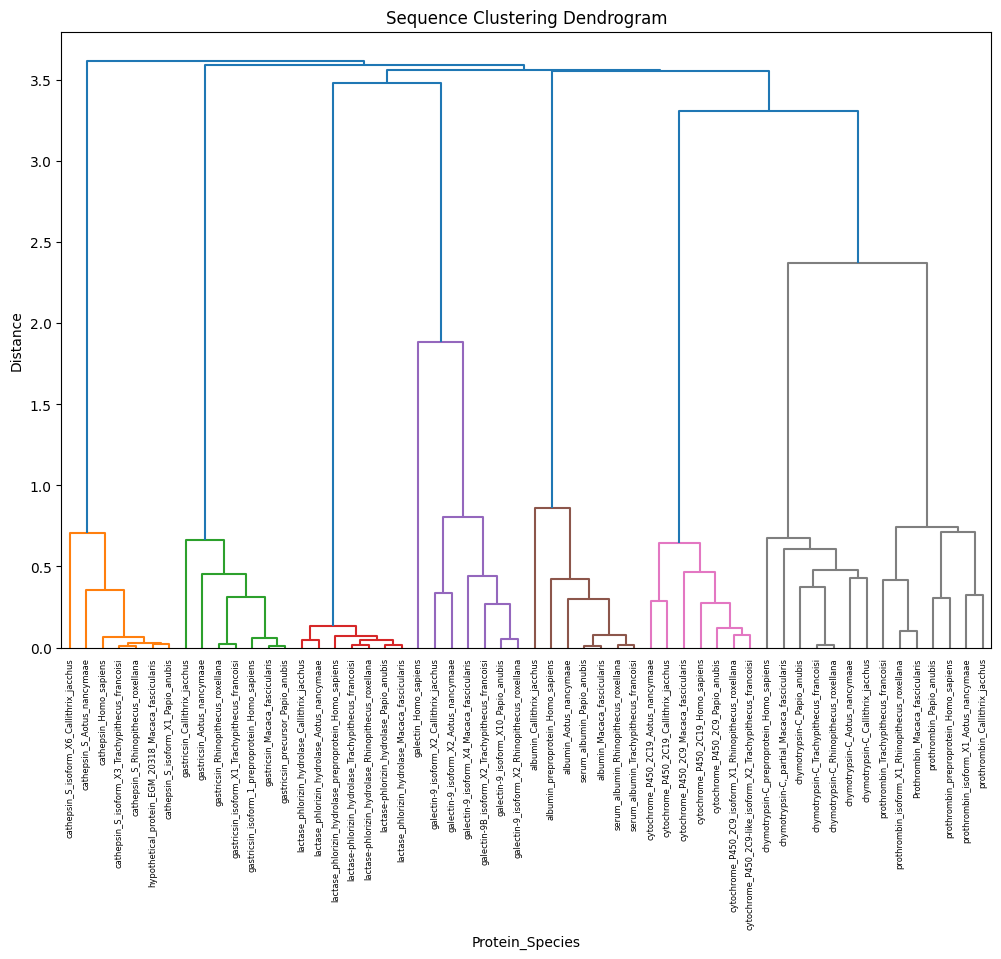 Sequence Clustering Dendrogram
3.5
3.0
2.5
2.0
1.5
1.0
0.5
0.0
Distance
cathepsin_S_isoform_X6_Callithrix_jacchus
cathepsin_S_Aotus_nancymaae
cathepsin_Homo_sapiens
cathepsin_S_isoform_X3_Trachypithecus_francoisi
cathepsin_S_Rhinopithecus_roxellana
hypothetical_protein_EGM_20318_Macaca_fascicularis
cathepsin_S_isoform_X1_Papio_anubis
gastricsin_Callithrix_jacchus
gastricsin_Aotus_nancymaae
gastricsin_Rhinopithecus_roxellana
gastricsin_isoform_X1_Trachypithecus_francoisi
gastricsin_isoform_1_preproprotein_Homo_sapiens
gastricsin_Macaca_fascicularis
gastricsin_precursor_Papio_anubis
lactase_phlorizin_hydrolase_Callithrix_jacchus
lactase_phlorizin_hydrolase_Aotus_nancymaae
lactase_phlorizin_hydrolase_preproprotein_Homo_sapiens
lactase-phlorizin_hydrolase_Trachypithecus_francoisi
lactase-phlorizin_hydrolase_Rhinopithecus_roxellana
lactase-phlorizin_hydrolase_Papio_anubis
lactase_phlorizin_hydrolase_Macaca_fascicularis
galectin_Homo_sapiens
galectin-9_isoform_X2_Callithrix_jacchus
galectin-9_isoform_X2_Aotus_nancymaae
galectin-9_isoform_X4_Macaca_fascicularis
galectin-9B_isoform_X2_Trachypithecus_francoisi
galectin-9_isoform_X10_Papio_anubis
galectin-9_isoform_X2_Rhinopithecus_roxellana
albumin_Callithrix_jacchus
albumin_preproprotein_Homo_sapiens
albumin_Aotus_nancymaae
serum_albumin_Papio_anubis
albumin_Macaca_fascicularis
serum_albumin_Rhinopithecus_roxellana
serum_albumin_Trachypithecus_francoisi
cytochrome_P450_2C19_Aotus_nancymaae
cytochrome_P450_2C19_Callithrix_jacchus
cytochrome_P450_2C9_Macaca_fascicularis
cytochrome_P450_2C19_Homo_sapiens
cytochrome_P450_2C9_Papio_anubis
cytochrome_P450_2C9_isoform_X1_Rhinopithecus_roxellana
cytochrome_P450_2C9-like_isoform_X2_Trachypithecus_francoisi
chymotrypsin-C_preproprotein_Homo_sapiens
chymotrypsin-C,_partial_Macaca_fascicularis
chymotrypsin-C_Papio_anubis
chymotrypsin-C_Trachypithecus_francoisi
chymotrypsin-C_Rhinopithecus_roxellana
chymotrypsin-C_Aotus_nancymaae
chymotrypsin-C_Callithrix_jacchus
prothrombin_Trachypithecus_francoisi
prothrombin_isoform_X1_Rhinopithecus_roxellana
Prothrombin_Macaca_fascicularis
prothrombin_Papio_anubis
prothrombin_preproprotein_Homo_sapiens
prothrombin_isoform_X1_Aotus_nancymaae
prothrombin_Callithrix_jacchus
Protein_Species